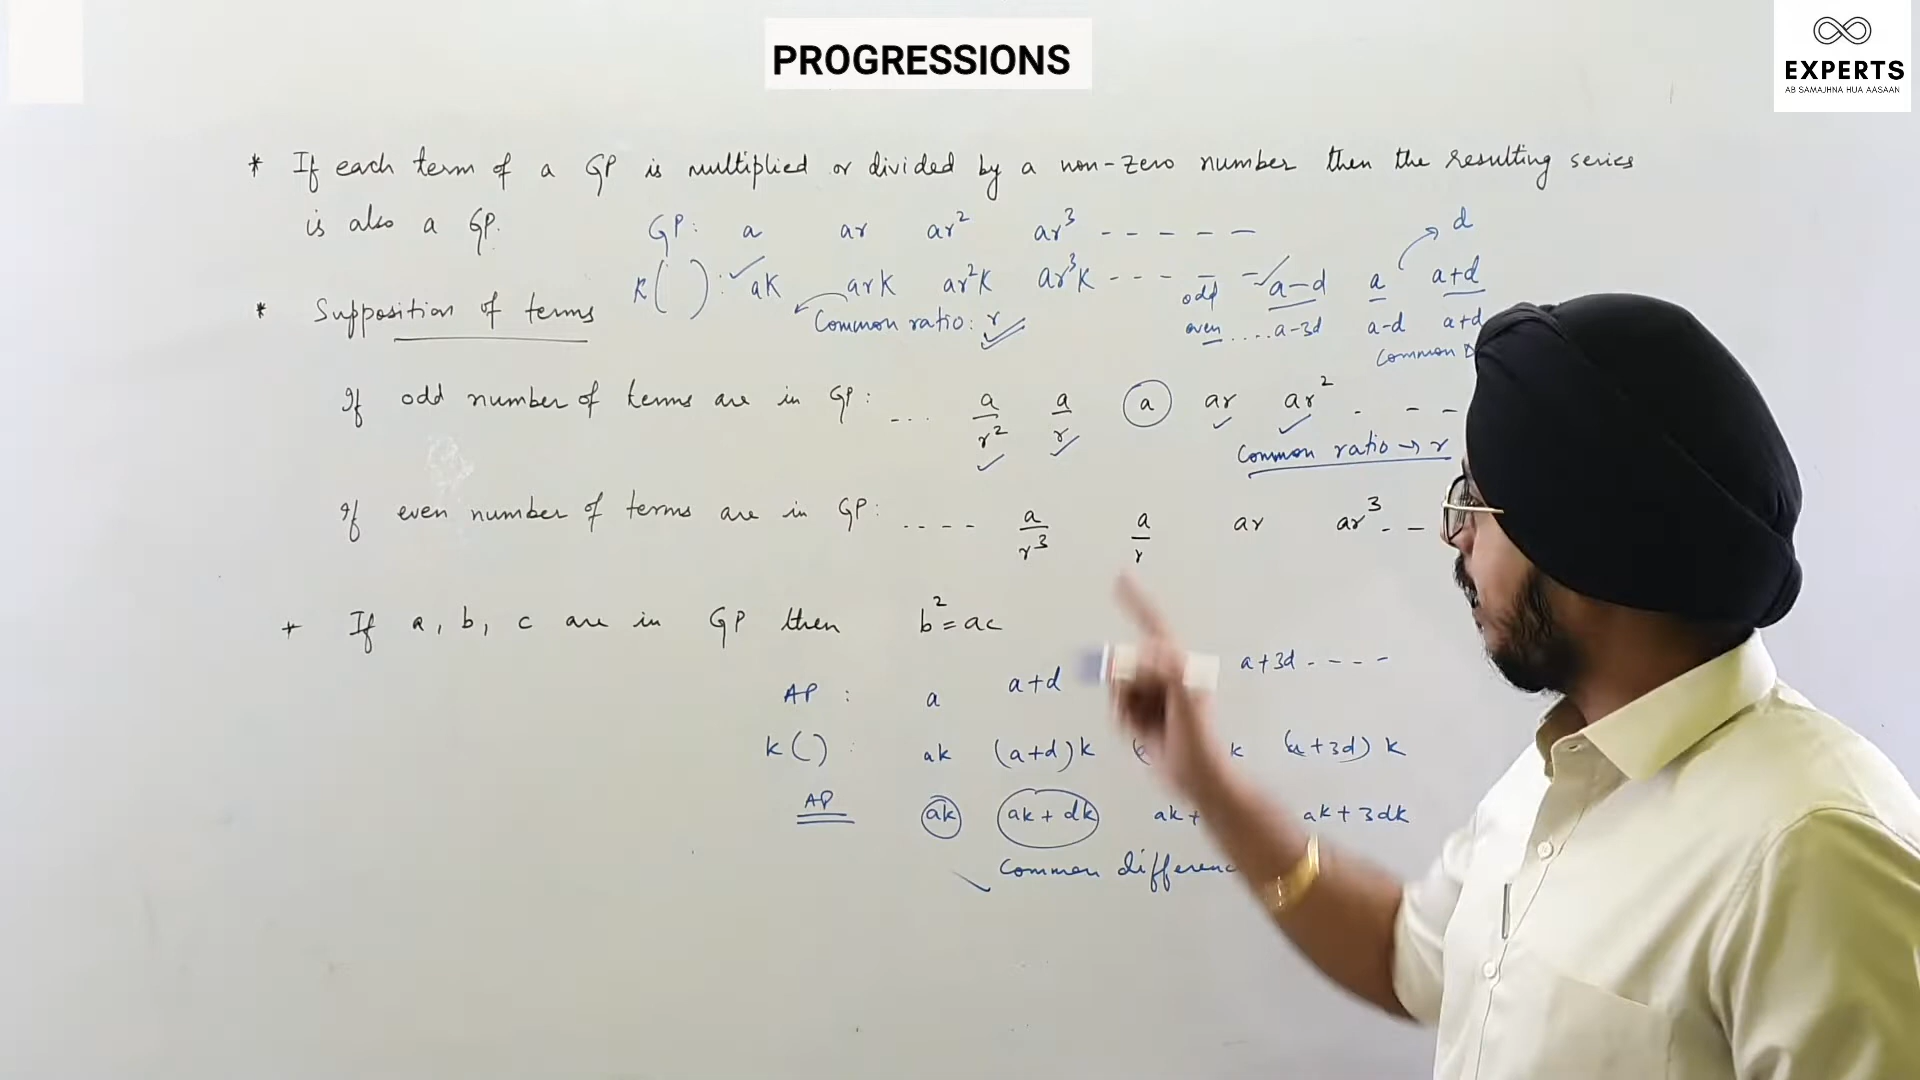 PROGRESSIONS
EXPERTS
AB SAMAJHNA HUA AASAAN
* If each term of a GP is multiplied or divided by a non-zero number then the resulting series
is also a GP.
GP: a ar ar² ar³ - - - - - -
d
K( ): ak ark ar²k ar³k - - - -
odd a-d a a+d
* Supposition of terms
Common ratio: r
even ..... a-3d a-d a+d
Common D
If odd number of terms are in GP: ... a/r² a/r a ar ar² - - -
Common ratio → r
If even number of terms are in GP: .... a/r³ a/r ar ar³ - -
* If a, b, c are in GP then b² = ac
AP : a a+d a+3d - - - -
k ( ) : ak (a+d) k ( k (a+3d) k
AP ak ak + dk ak + ak + 3dk
Common differenc